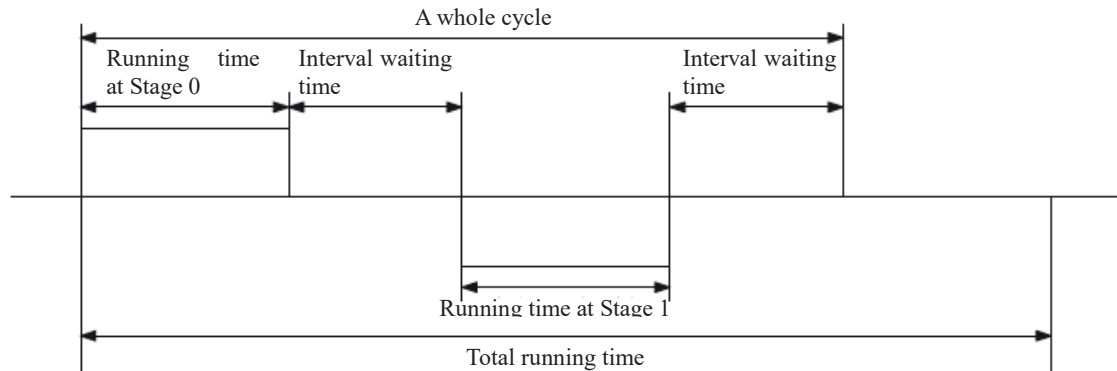 A whole cycle
Running time
at Stage 0
Interval waiting
time
Interval waiting
time
Running time at Stage 1
Total running time